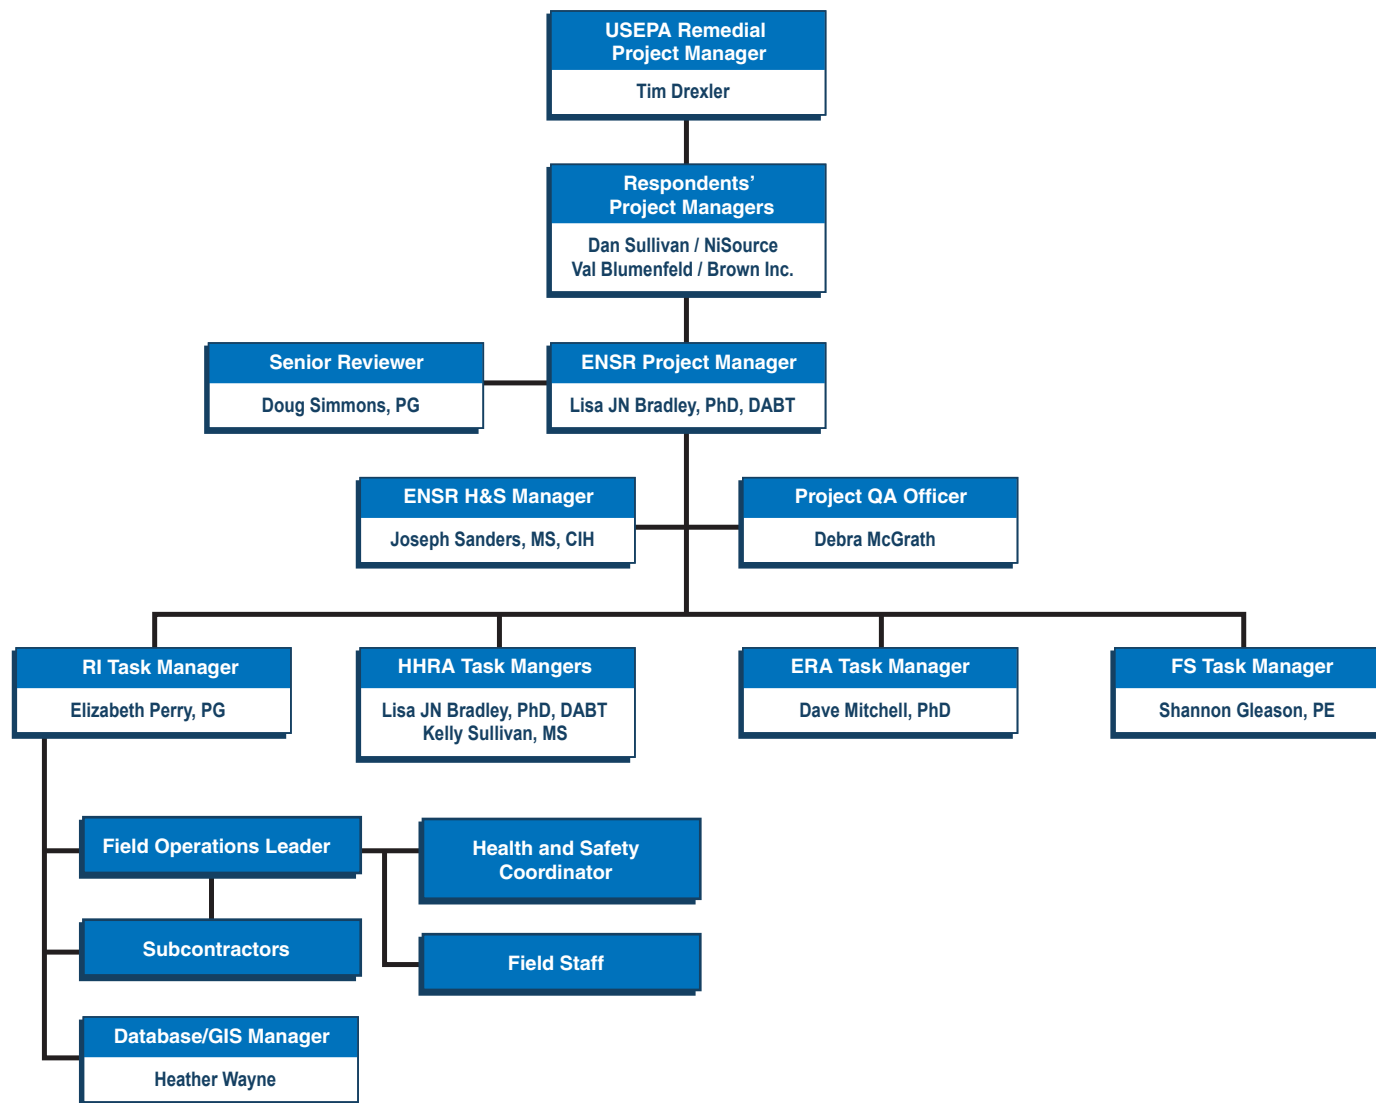 USEPA Remedial
Project Manager
Tim Drexler
Respondents'
Project Managers
Dan Sullivan / NiSource
Val Blumenfeld / Brown Inc.
Senior Reviewer
Doug Simmons, PG
ENSR Project Manager
Lisa JN Bradley, PhD, DABT
ENSR H&S Manager
Joseph Sanders, MS, CIH
Project QA Officer
Debra McGrath
RI Task Manager
Elizabeth Perry, PG
HHRA Task Mangers
Lisa JN Bradley, PhD, DABT
Kelly Sullivan, MS
ERA Task Manager
Dave Mitchell, PhD
FS Task Manager
Shannon Gleason, PE
Field Operations Leader
Health and Safety
Coordinator
Subcontractors
Field Staff
Database/GIS Manager
Heather Wayne